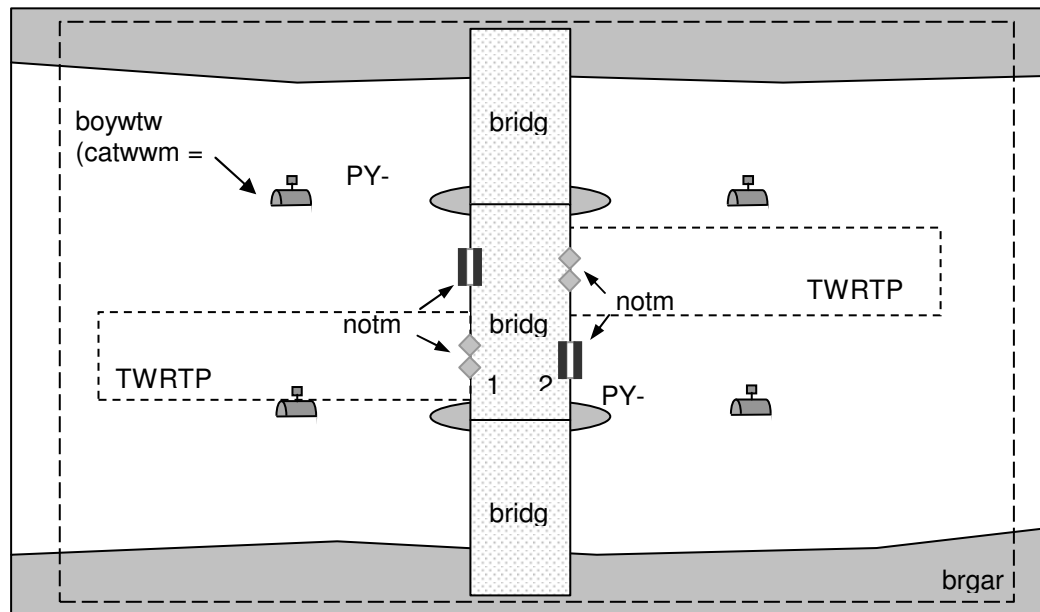 bridg
boywtw
(catwwm =
PY-
TWRTP
notm
notm
bridg
TWRTP
1 2
PY-
bridg
brgar